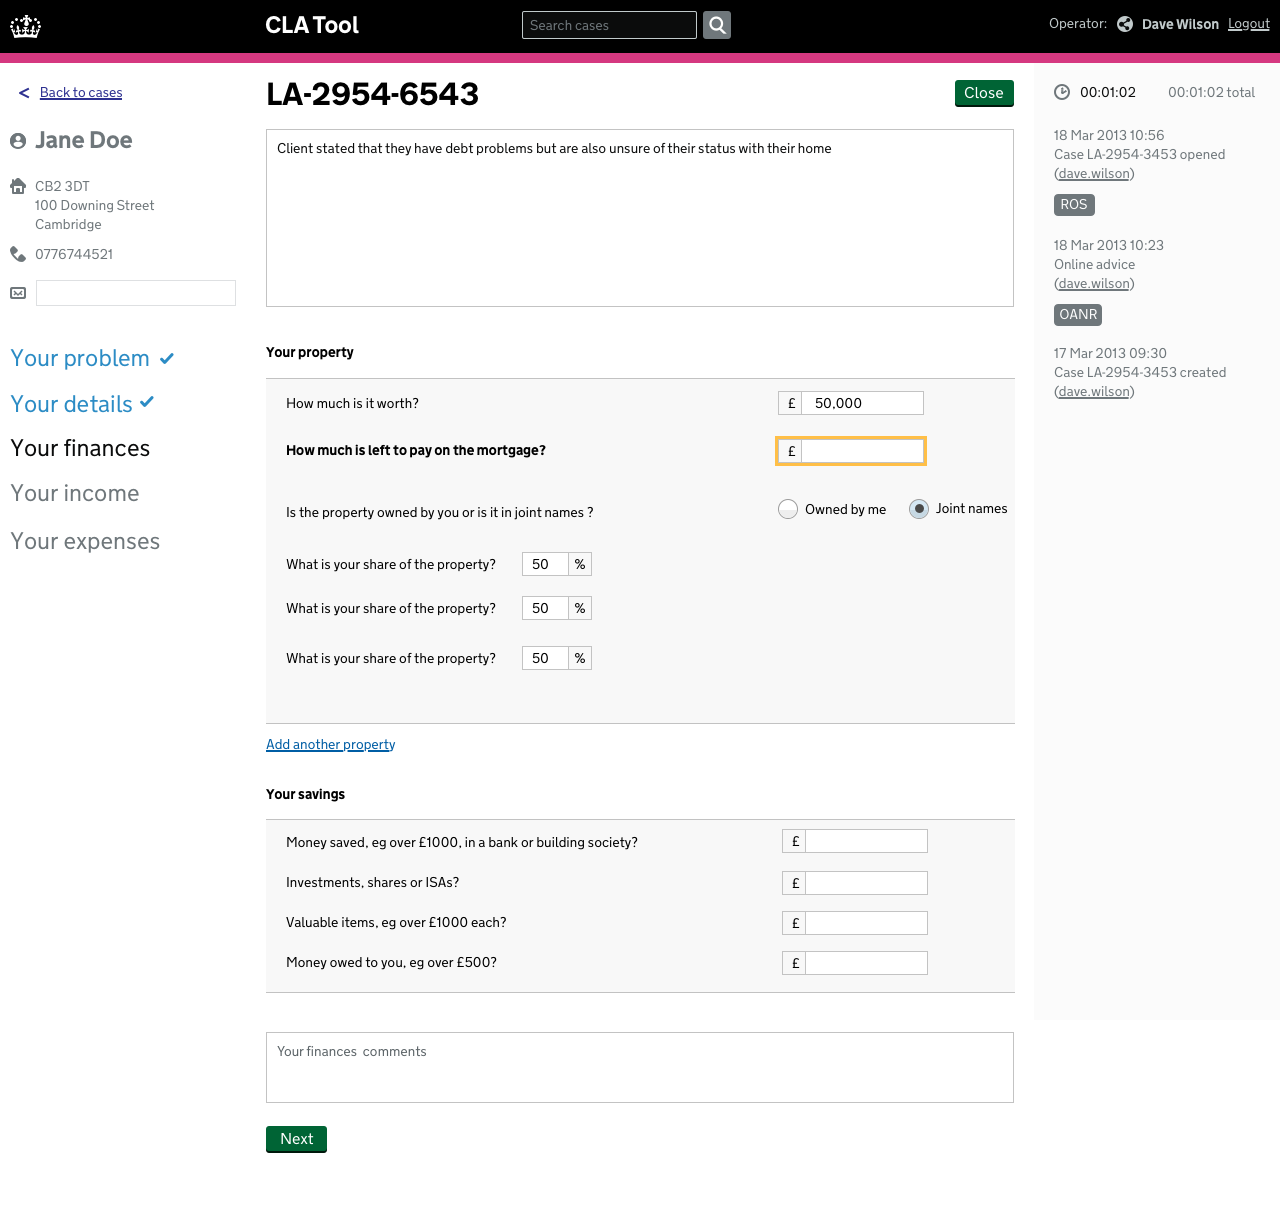 CLA Tool
Search cases
Operator: Dave Wilson Logout
< Back to cases
Jane Doe
CB2 3DT
100 Downing Street
Cambridge
0776744521
Your problem
Your details
Your finances
Your income
Your expenses
LA-2954-6543
Close
Client stated that they have debt problems but are also unsure of their status with their home
Your property
How much is it worth?
£ 50,000
How much is left to pay on the mortgage?
£
Is the property owned by you or is it in joint names ?
Owned by me
Joint names
What is your share of the property? 50 %
What is your share of the property? 50 %
What is your share of the property? 50 %
Add another property
Your savings
Money saved, eg over £1000, in a bank or building society?
£
Investments, shares or ISAs?
£
Valuable items, eg over £1000 each?
£
Money owed to you, eg over £500?
£
Your finances  comments
Next
00:01:02
00:01:02 total
18 Mar 2013 10:56
Case LA-2954-3453 opened
(dave.wilson)
ROS
18 Mar 2013 10:23
Online advice
(dave.wilson)
OANR
17 Mar 2013 09:30
Case LA-2954-3453 created
(dave.wilson)